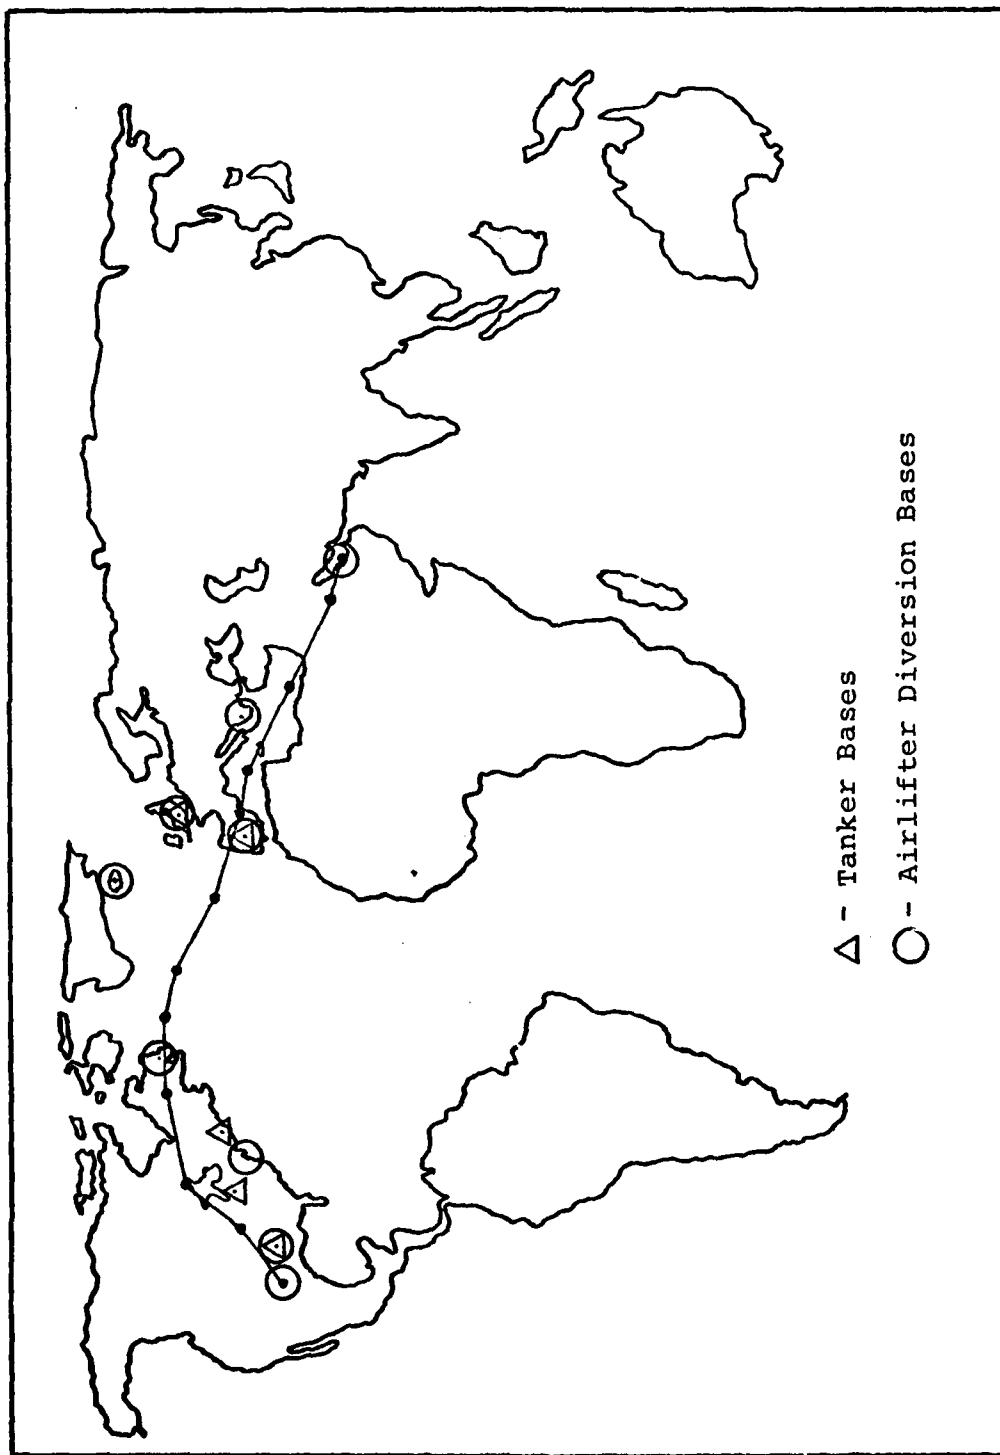 △ - Tanker Bases
○ - Airlifter Diversion Bases